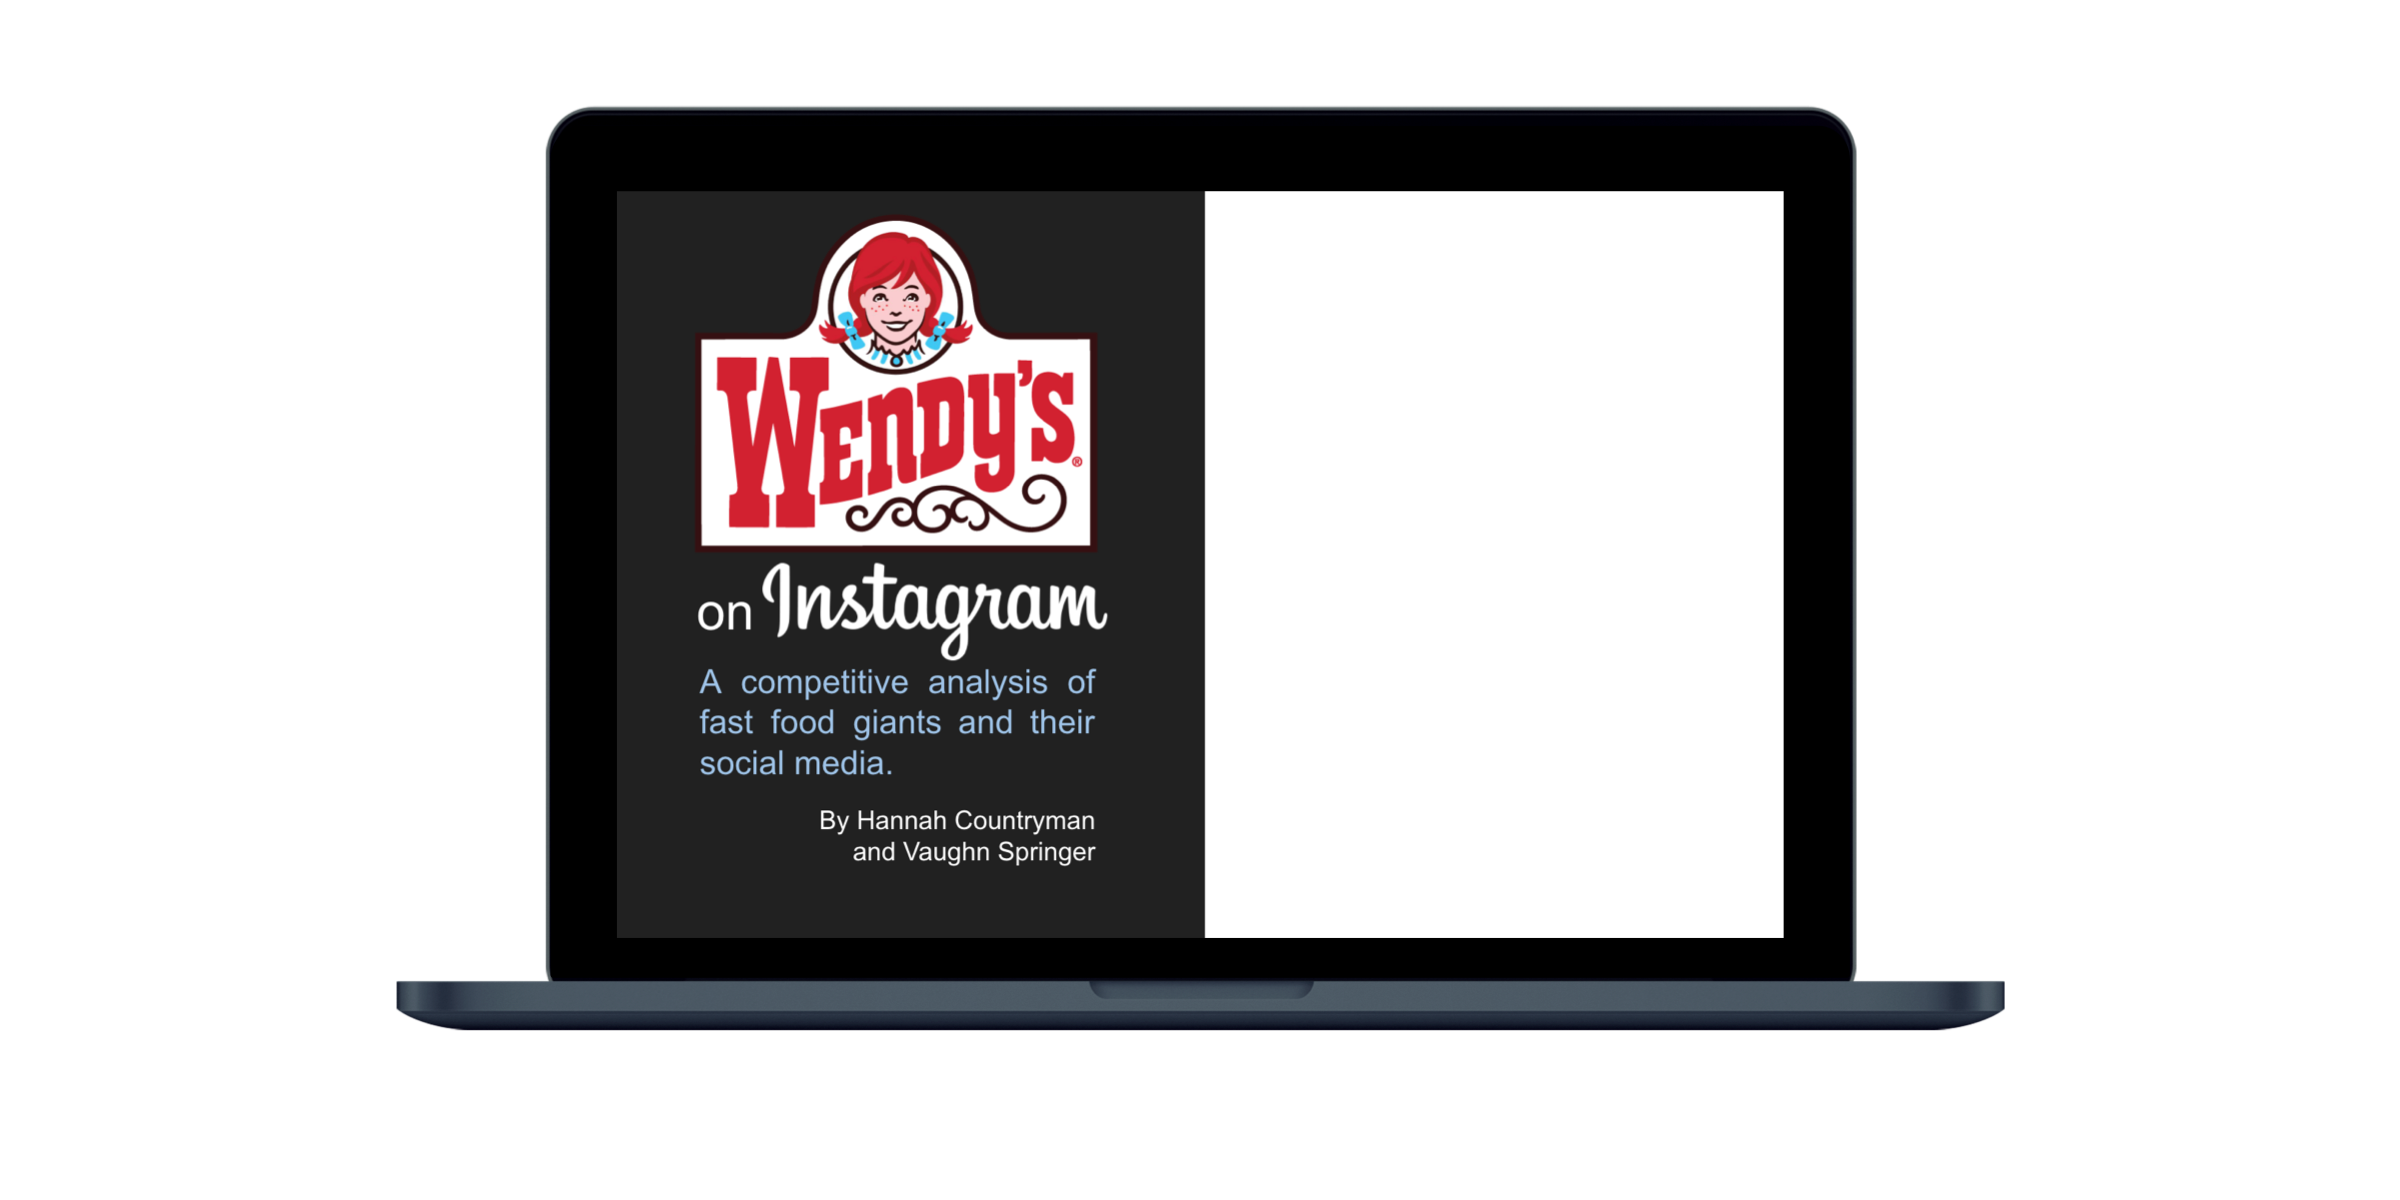 Wendy's®
on Instagram
A competitive analysis of
fast food giants and their
social media.
By Hannah Countryman
and Vaughn Springer